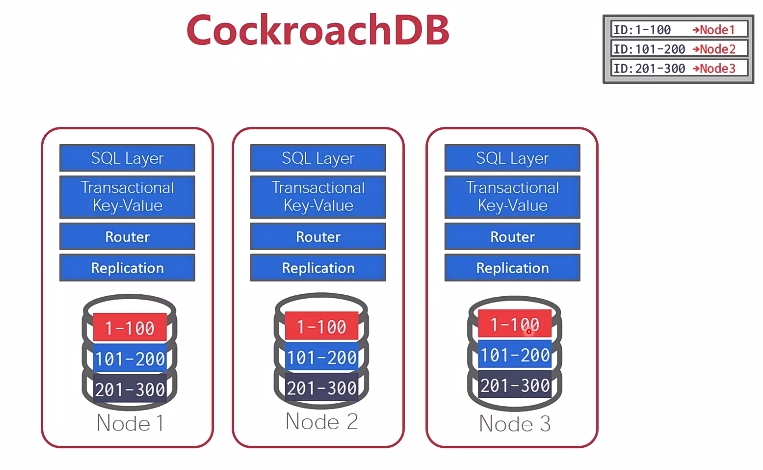 CockroachDB
ID:1-100 →Node1
ID:101-200 →Node2
ID:201-300 →Node3
SQL Layer
Transactional
Key-Value
Router
Replication
1-100
101-200
201-300
Node 1
SQL Layer
Transactional
Key-Value
Router
Replication
1-100
101-200
201-300
Node 2
SQL Layer
Transactional
Key-Value
Router
Replication
1-100
101-200
201-300
Node 3